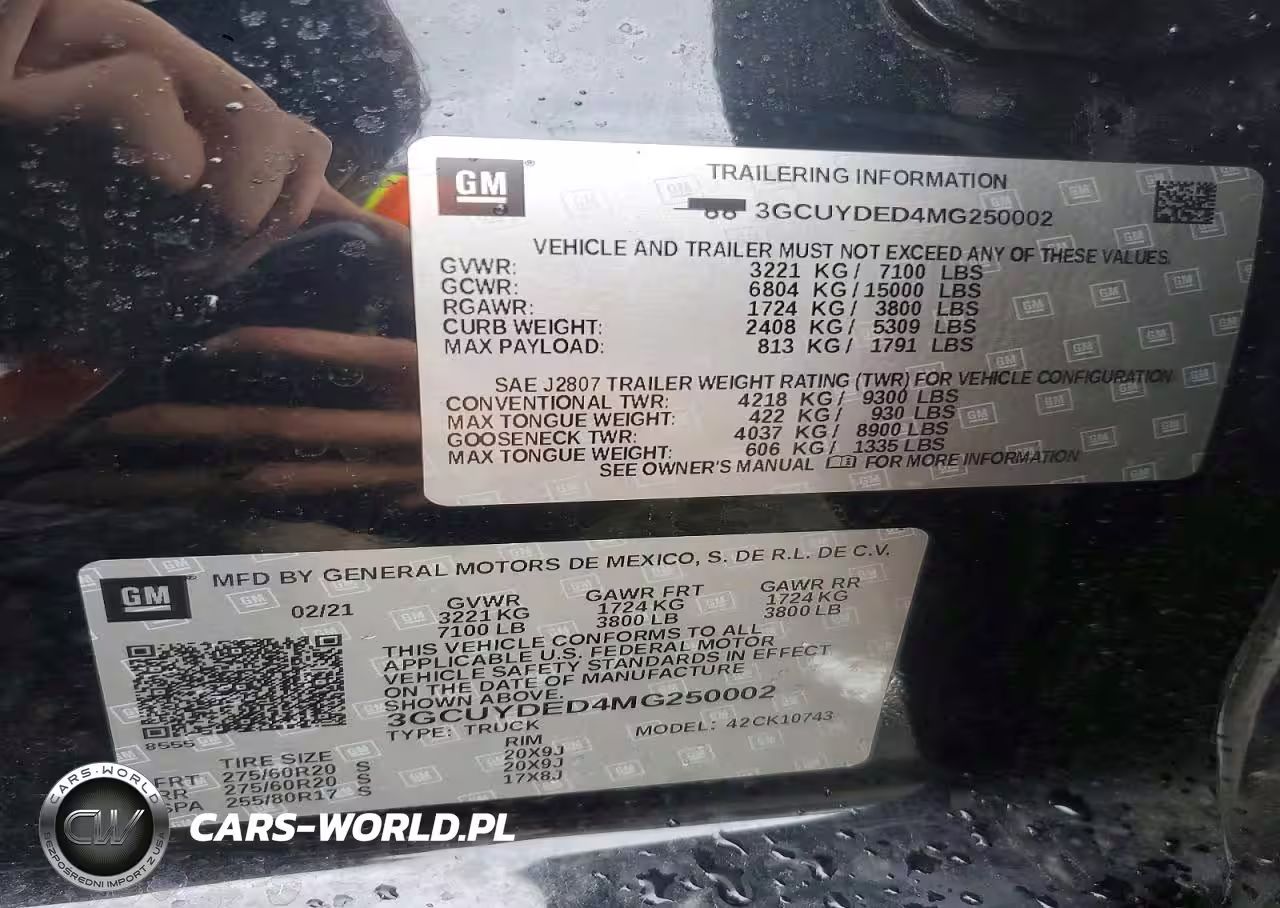 GM
TRAILERING INFORMATION
3GCUYDED4MG250002
VEHICLE AND TRAILER MUST NOT EXCEED ANY OF THESE VALUES.
GVWR: 3221 KG / 7100 LBS
GCWR: 6804 KG / 15000 LBS
RGAWR: 1724 KG / 3800 LBS
CURB WEIGHT: 2408 KG / 5309 LBS
MAX PAYLOAD: 813 KG / 1791 LBS
SAE J2807 TRAILER WEIGHT RATING (TWR) FOR VEHICLE CONFIGURATION
CONVENTIONAL TWR: 4218 KG / 9300 LBS
MAX TONGUE WEIGHT: 422 KG / 930 LBS
GOOSENECK TWR: 4037 KG / 8900 LBS
MAX TONGUE WEIGHT: 606 KG / 1335 LBS
SEE OWNER'S MANUAL FOR MORE INFORMATION
GM
MFD BY GENERAL MOTORS DE MEXICO, S. DE R.L. DE C.V.
02/21 GVWR GAWR FRT GAWR RR
3221 KG 1724 KG 1724 KG
7100 LB 3800 LB 3800 LB
THIS VEHICLE CONFORMS TO ALL
APPLICABLE U.S. FEDERAL MOTOR
VEHICLE SAFETY STANDARDS IN EFFECT
ON THE DATE OF MANUFACTURE
SHOWN ABOVE.
3GCUYDED4MG250002
TYPE: TRUCK MODEL: 42CK10743
8555
TIRE SIZE RIM
FRT 275/60R20 S 20X9J
RR 275/60R20 S 20X9J
SPA 255/80R17 S 17X8J
CARS-WORLD
CW
BEZPOŚREDNI IMPORT Z USA
CARS-WORLD.PL